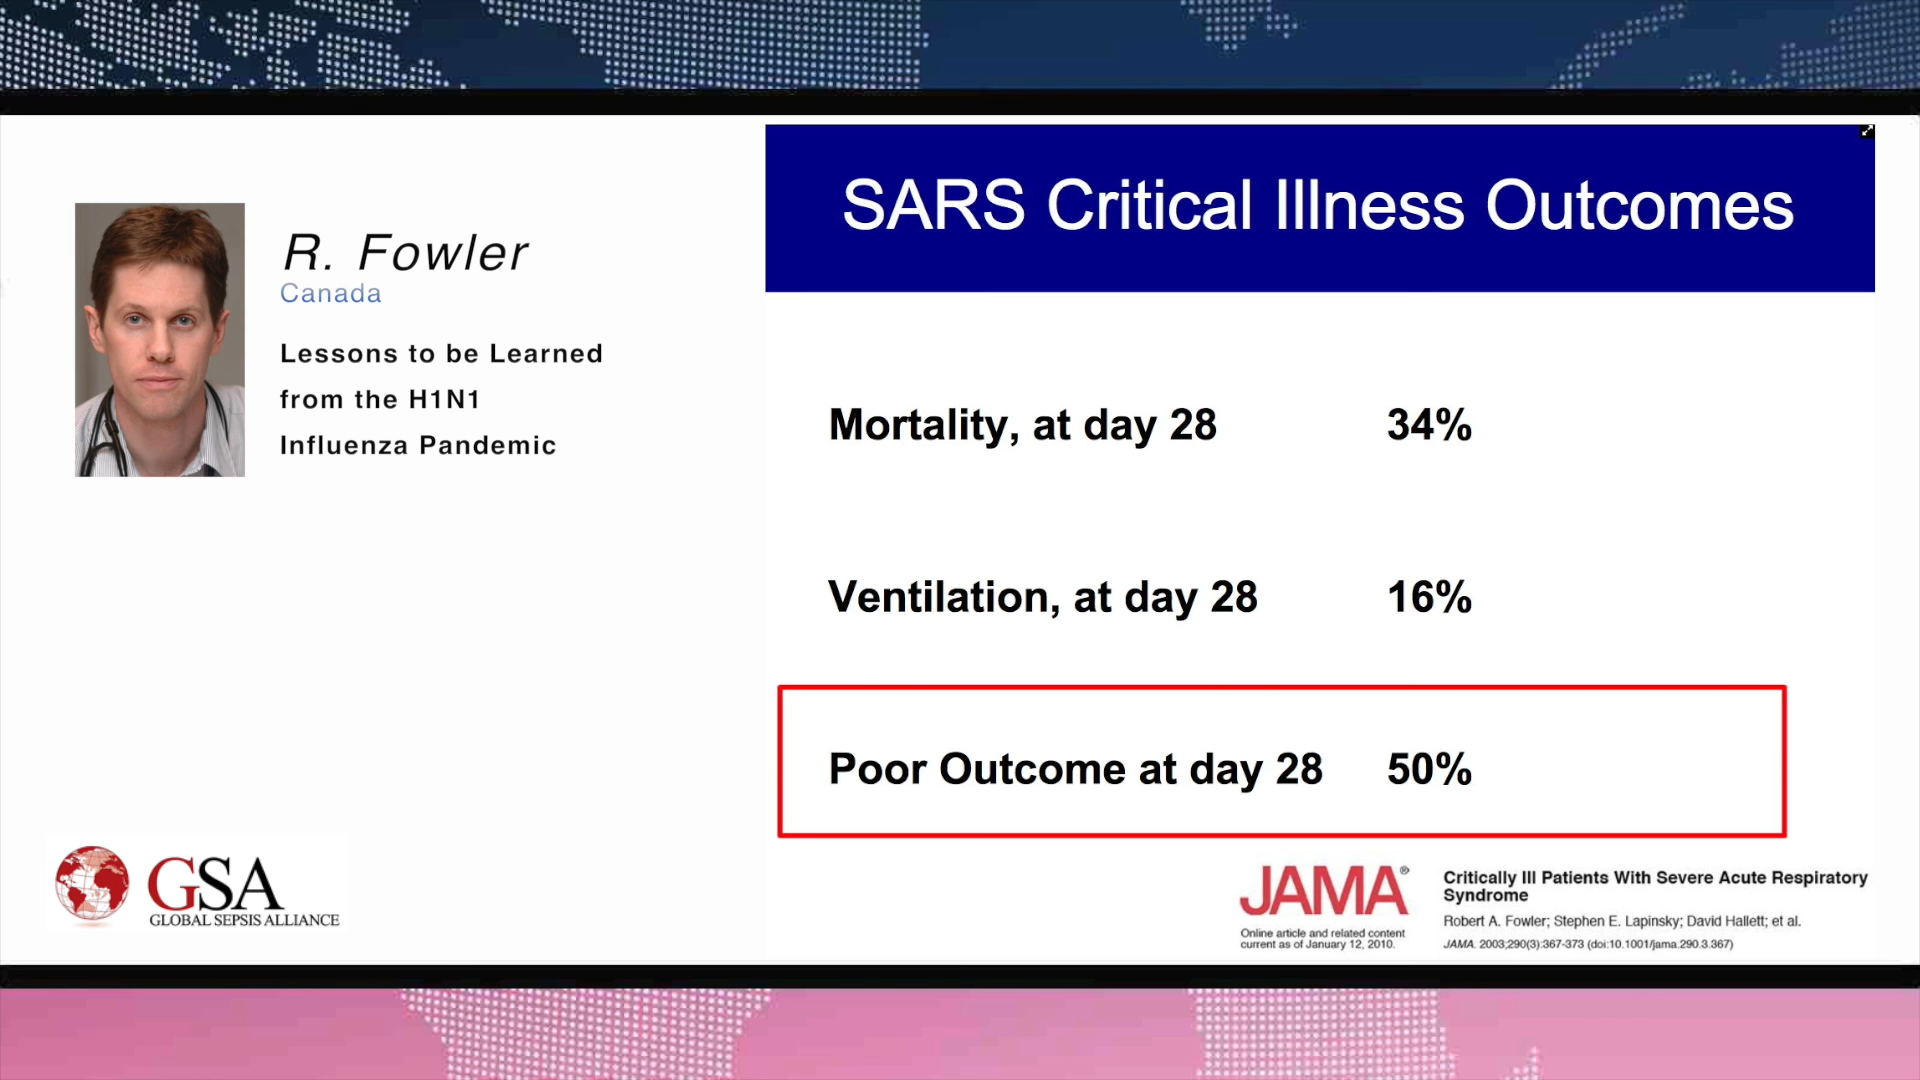 R. Fowler
Canada
Lessons to be Learned
from the H1N1
Influenza Pandemic
GSA
GLOBAL SEPSIS ALLIANCE
SARS Critical Illness Outcomes
Mortality, at day 28 34%
Ventilation, at day 28 16%
Poor Outcome at day 28 50%
JAMA®
Online article and related content
current as of January 12, 2010.
Critically Ill Patients With Severe Acute Respiratory
Syndrome
Robert A. Fowler; Stephen E. Lapinsky; David Hallett; et al.
JAMA. 2003;290(3):367-373 (doi:10.1001/jama.290.3.367)